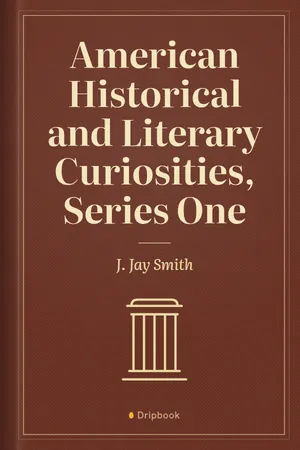 American
Historical
and Literary
Curiosities,
Series One
J. Jay Smith
Dripbook